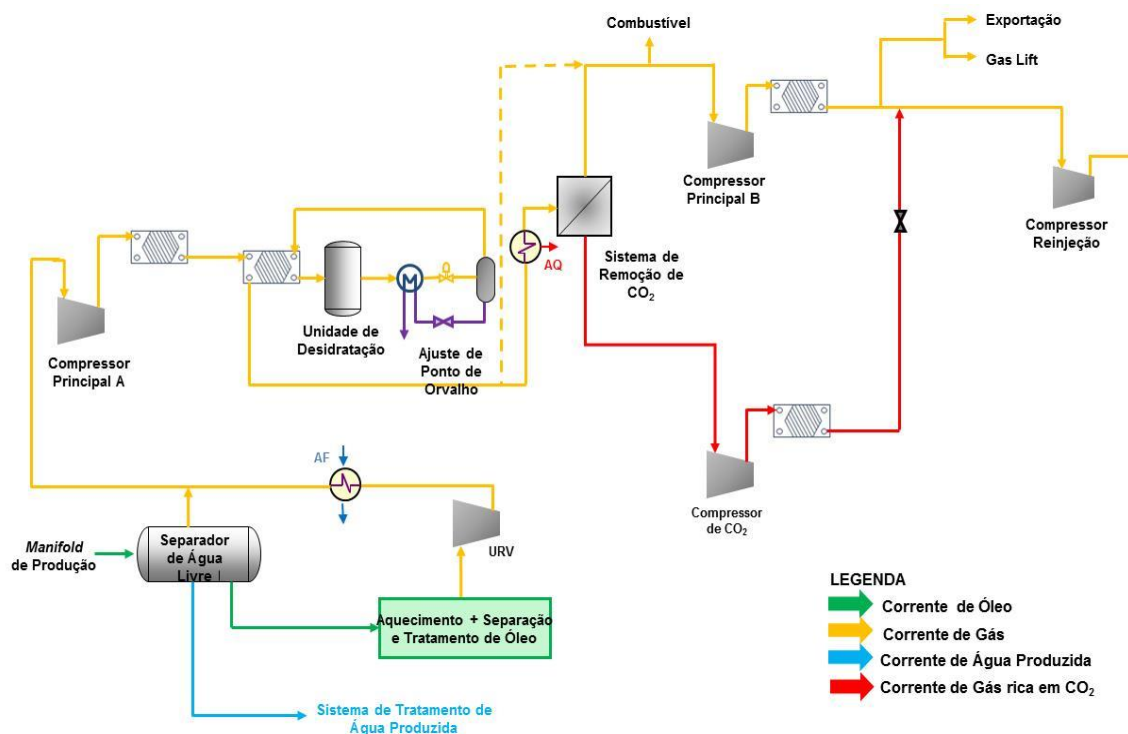 Combustível
Exportação
Gas Lift
Compressor
Principal B
Compressor
Reinjeção
Sistema de
Remoção de
CO₂
AQ
Unidade de
Desidratação
Ajuste de
Ponto de
Orvalho
Compressor
Principal A
AF
Compressor
de CO₂
Manifold
de Produção
Separador
de Água
Livre
URV
Aquecimento + Separação
e Tratamento de Óleo
Sistema de Tratamento de
Água Produzida
LEGENDA
Corrente de Óleo
Corrente de Gás
Corrente de Água Produzida
Corrente de Gás rica em CO₂